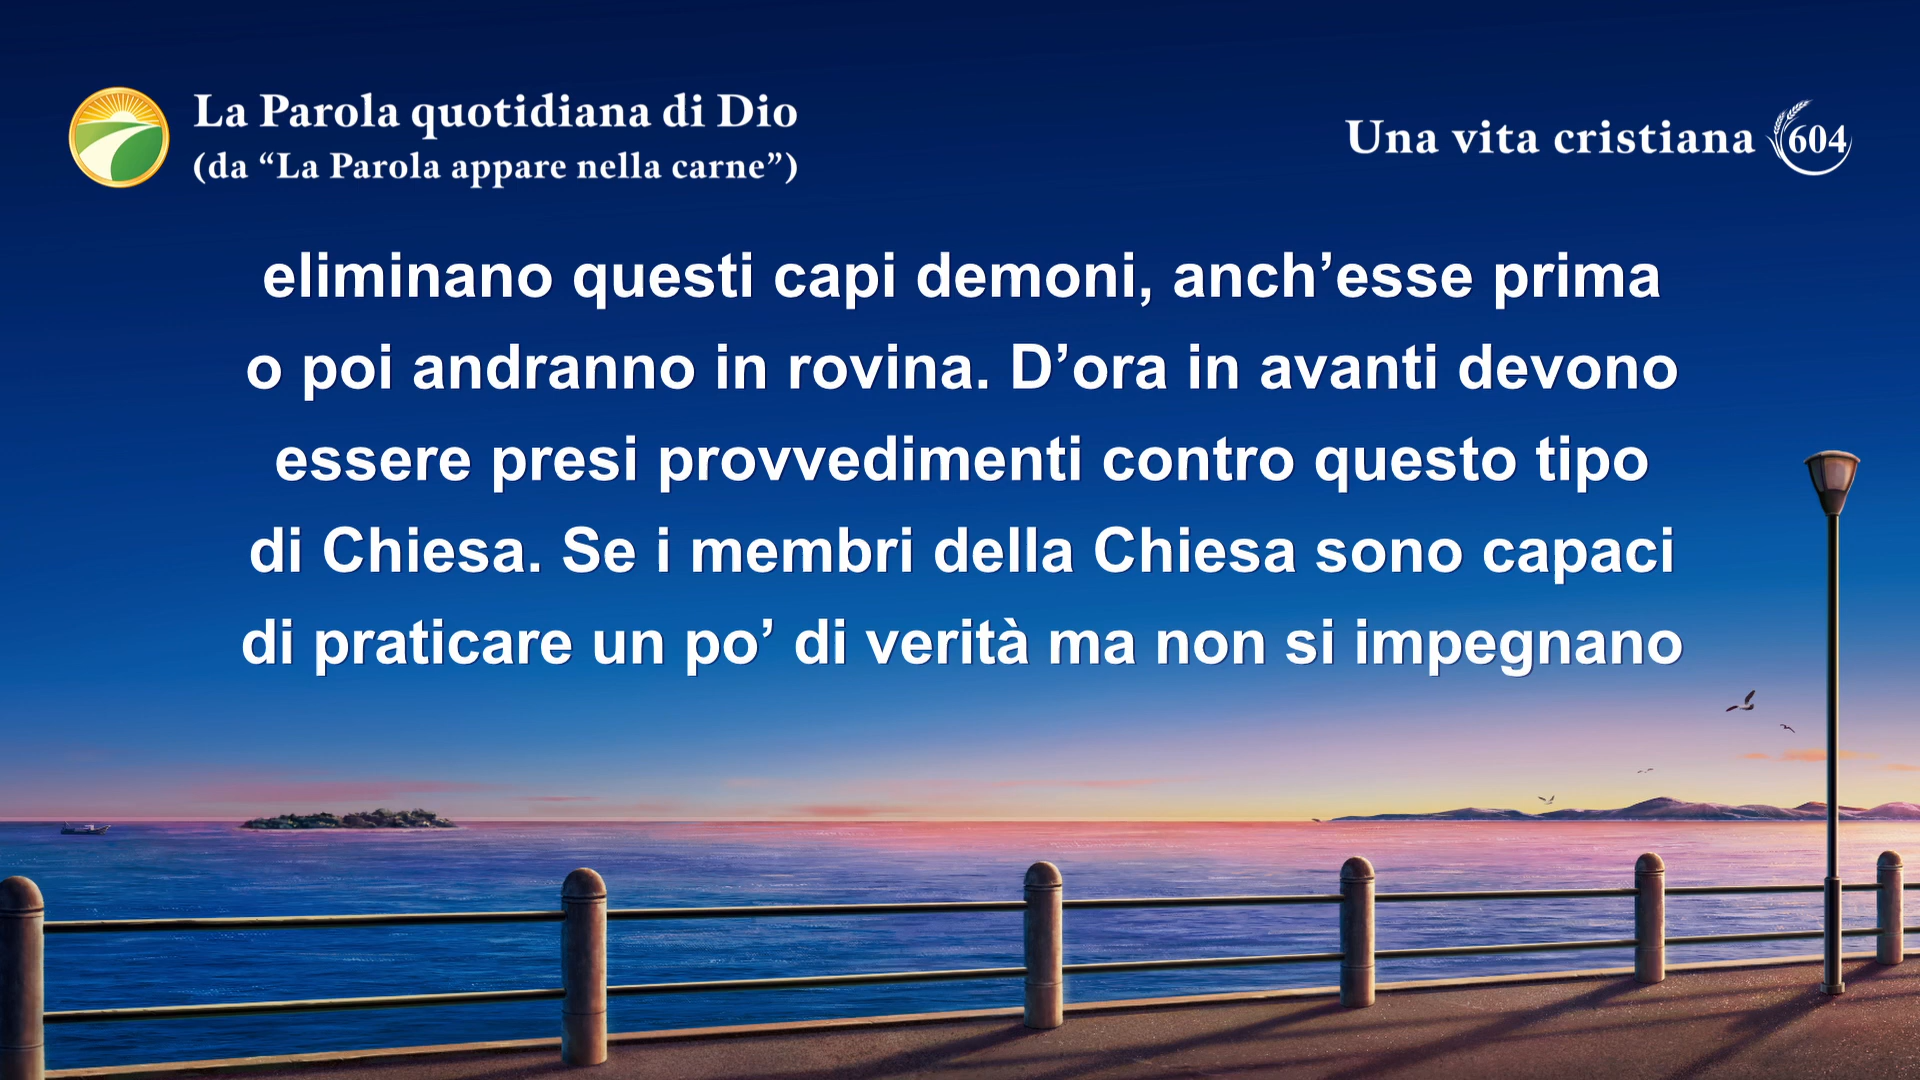 La Parola quotidiana di Dio
(da “La Parola appare nella carne”)
Una vita cristiana 604
eliminano questi capi demoni, anch’esse prima
o poi andranno in rovina. D’ora in avanti devono
essere presi provvedimenti contro questo tipo
di Chiesa. Se i membri della Chiesa sono capaci
di praticare un po’ di verità ma non si impegnano